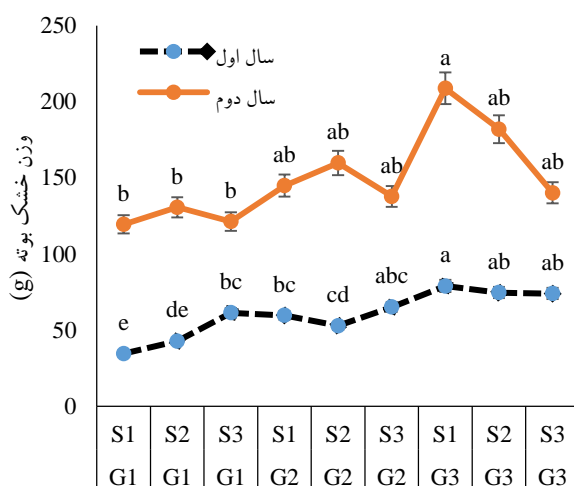 250
200
150
100
50
0
وزن خشک بوته (g)
سال اول
سال دوم
b b b ab ab ab a ab ab
e de bc bc cd abc a ab ab
S1 S2 S3 S1 S2 S3 S1 S2 S3
G1 G1 G1 G2 G2 G2 G3 G3 G3